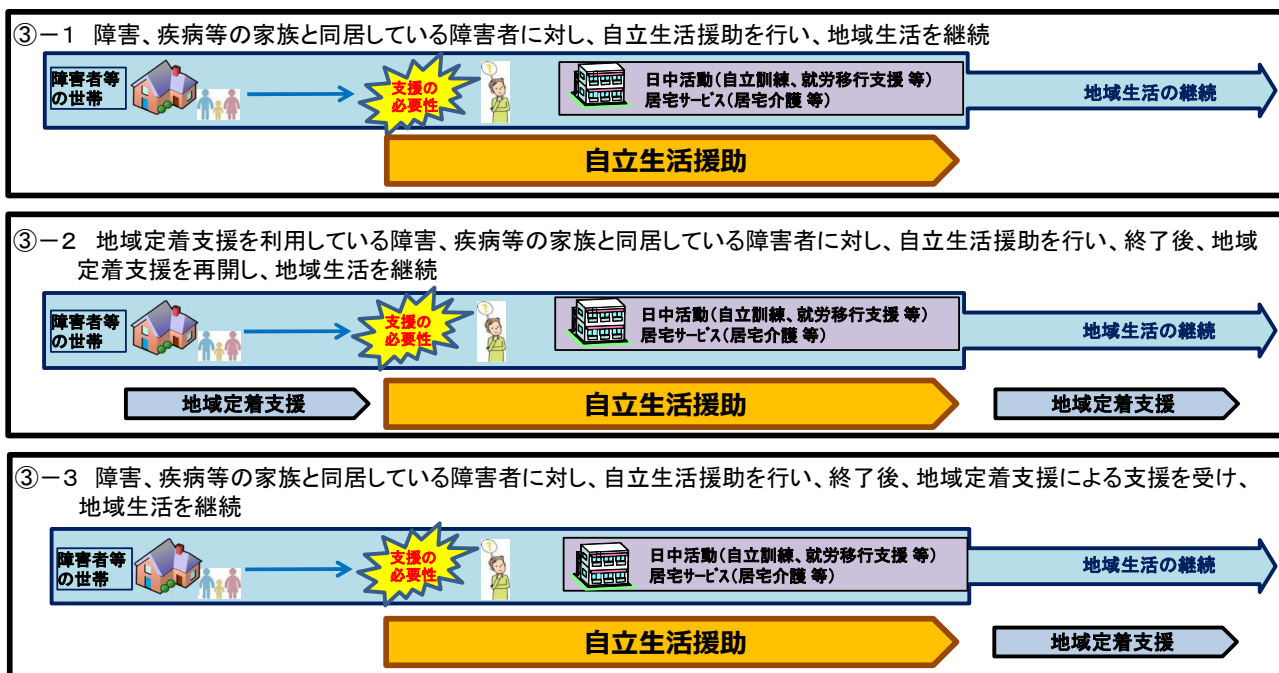 ③－1 障害、疾病等の家族と同居している障害者に対し、自立生活援助を行い、地域生活を継続
障害者等
の世帯
支援の
必要性
日中活動（自立訓練、就労移行支援 等）
居宅サービス（居宅介護 等）
地域生活の継続
自立生活援助
③－2 地域定着支援を利用している障害、疾病等の家族と同居している障害者に対し、自立生活援助を行い、終了後、地域
定着支援を再開し、地域生活を継続
障害者等
の世帯
支援の
必要性
日中活動（自立訓練、就労移行支援 等）
居宅サービス（居宅介護 等）
地域生活の継続
地域定着支援
自立生活援助
地域定着支援
③－3 障害、疾病等の家族と同居している障害者に対し、自立生活援助を行い、終了後、地域定着支援による支援を受け、
地域生活を継続
障害者等
の世帯
支援の
必要性
日中活動（自立訓練、就労移行支援 等）
居宅サービス（居宅介護 等）
地域生活の継続
自立生活援助
地域定着支援